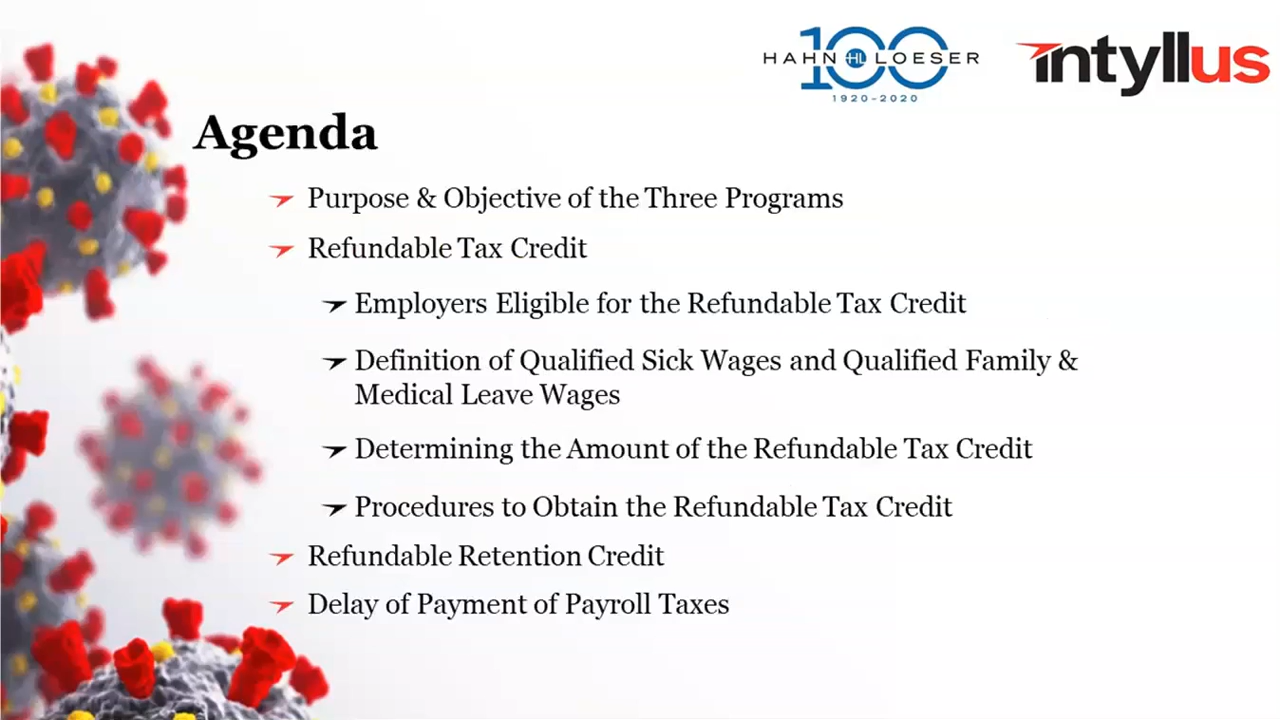 HAHN HL LOESER
100
1920-2020
intyllus
Agenda
Purpose & Objective of the Three Programs
Refundable Tax Credit
Employers Eligible for the Refundable Tax Credit
Definition of Qualified Sick Wages and Qualified Family &
Medical Leave Wages
Determining the Amount of the Refundable Tax Credit
Procedures to Obtain the Refundable Tax Credit
Refundable Retention Credit
Delay of Payment of Payroll Taxes